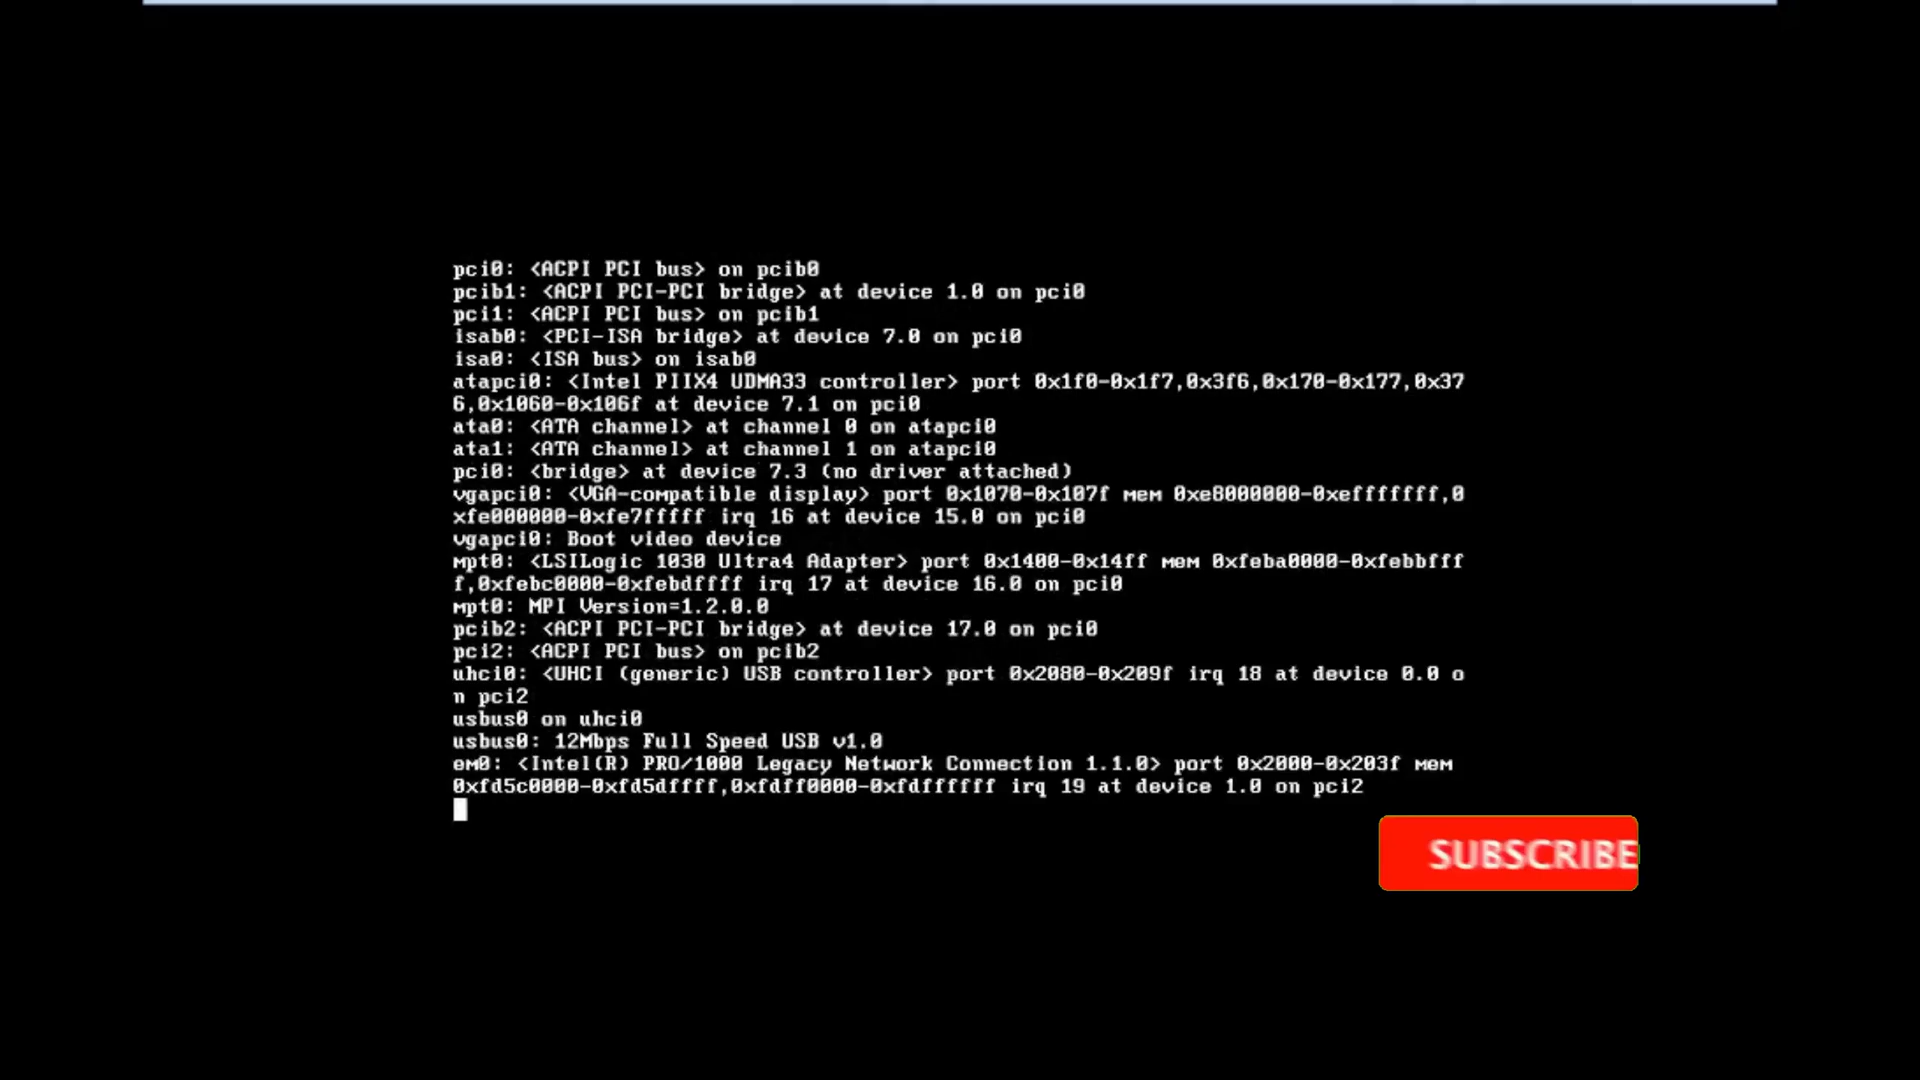 pci0: <ACPI PCI bus> on pcib0
pcib1: <ACPI PCI-PCI bridge> at device 1.0 on pci0
pci1: <ACPI PCI bus> on pcib1
isab0: <PCI-ISA bridge> at device 7.0 on pci0
isa0: <ISA bus> on isab0
atapci0: <Intel PIIX4 UDMA33 controller> port 0x1f0-0x1f7,0x3f6,0x170-0x177,0x37
6,0x1060-0x106f at device 7.1 on pci0
ata0: <ATA channel> at channel 0 on atapci0
ata1: <ATA channel> at channel 1 on atapci0
pci0: <bridge> at device 7.3 (no driver attached)
vgapci0: <VGA-compatible display> port 0x1070-0x107f mem 0xe8000000-0xefffffff,0
xfe000000-0xfe7fffff irq 16 at device 15.0 on pci0
vgapci0: Boot video device
mpt0: <LSILogic 1030 Ultra4 Adapter> port 0x1400-0x14ff mem 0xfeba0000-0xfebbfff
f,0xfebc0000-0xfebdffff irq 17 at device 16.0 on pci0
mpt0: MPI Version=1.2.0.0
pcib2: <ACPI PCI-PCI bridge> at device 17.0 on pci0
pci2: <ACPI PCI bus> on pcib2
uhci0: <UHCI (generic) USB controller> port 0x2080-0x209f irq 18 at device 0.0 o
n pci2
usbus0 on uhci0
usbus0: 12Mbps Full Speed USB v1.0
em0: <Intel(R) PRO/1000 Legacy Network Connection 1.1.0> port 0x2000-0x203f mem
0xfd5c0000-0xfd5dffff,0xfdff0000-0xfdffffff irq 19 at device 1.0 on pci2
SUBSCRIBE